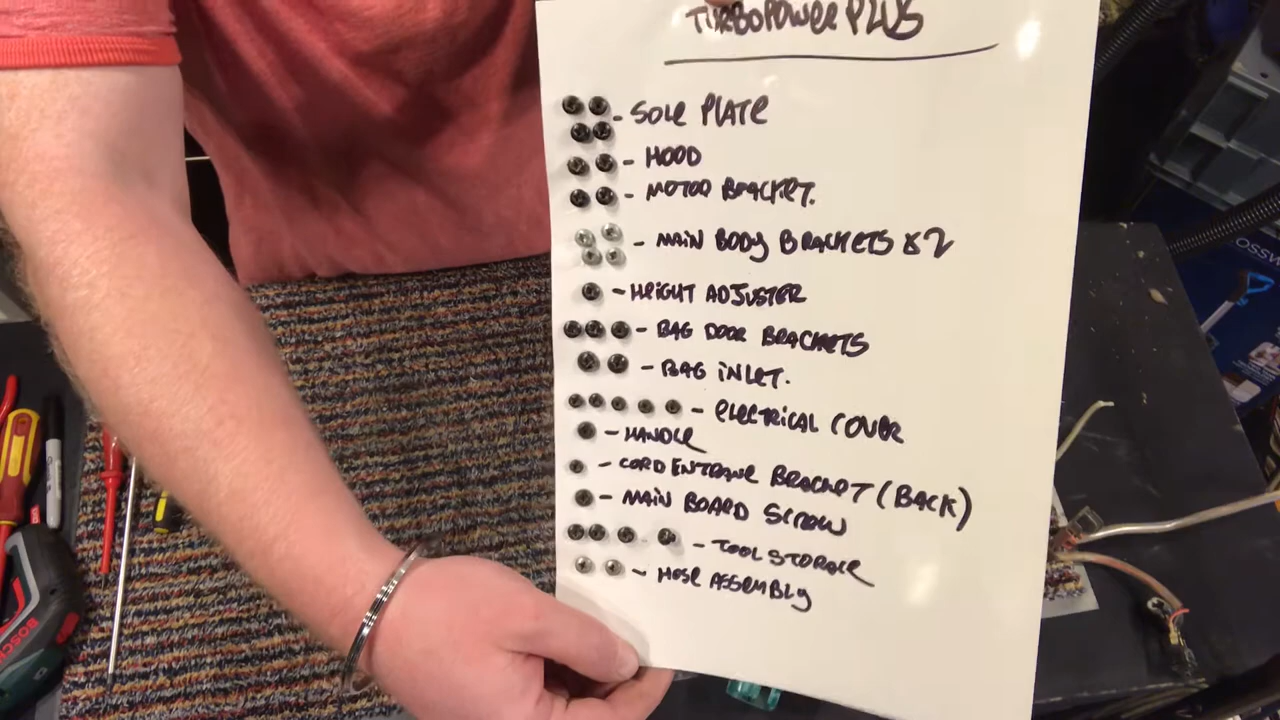 TURBOPOWER PLUS
- SOLE PLATE
- HOOD
- MOTOR BRACKET.
- MAIN BODY BRACKETS x2
- HEIGHT ADJUSTER
- BAG DOOR BRACKETS
- BAG INLET.
- ELECTRICAL COVER
- HANDLE
- CORD ENTRANCE BRACKET (BACK)
- MAIN BOARD SCREW
- TOOL STORAGE
- HOSE ASSEMBLY
BOSCH